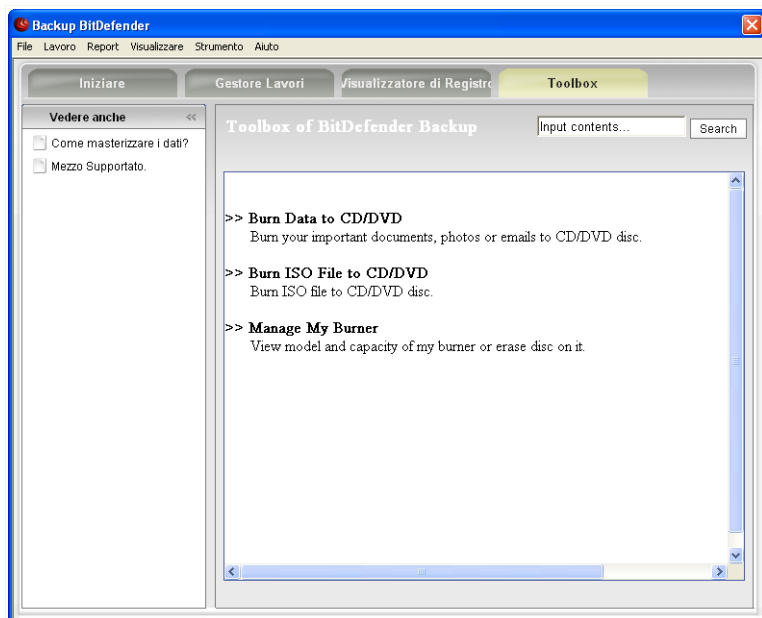 Backup BitDefender
File Lavoro Report Visualizzare Strumento Aiuto
Iniziare Gestore Lavori Visualizzatore di Registro Toolbox
Vedere anche
Come masterizzare i dati?
Mezzo Supportato.
Toolbox of BitDefender Backup
Input contents...
Search
>> Burn Data to CD/DVD
Burn your important documents, photos or emails to CD/DVD disc.
>> Burn ISO File to CD/DVD
Burn ISO file to CD/DVD disc.
>> Manage My Burner
View model and capacity of my burner or erase disc on it.